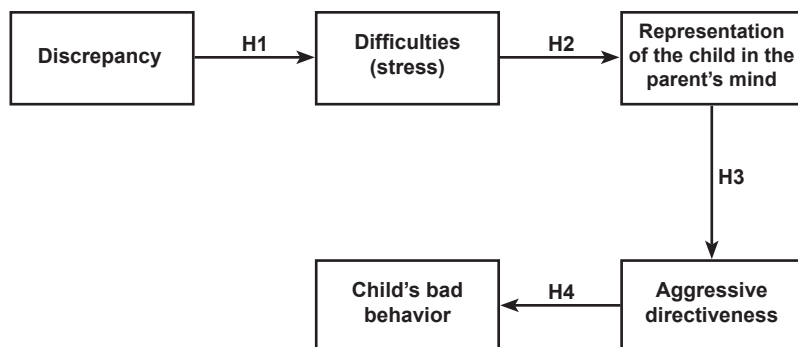 Discrepancy
H1
Difficulties
(stress)
H2
Representation
of the child in the
parent's mind
H3
Aggressive
directiveness
H4
Child's bad
behavior